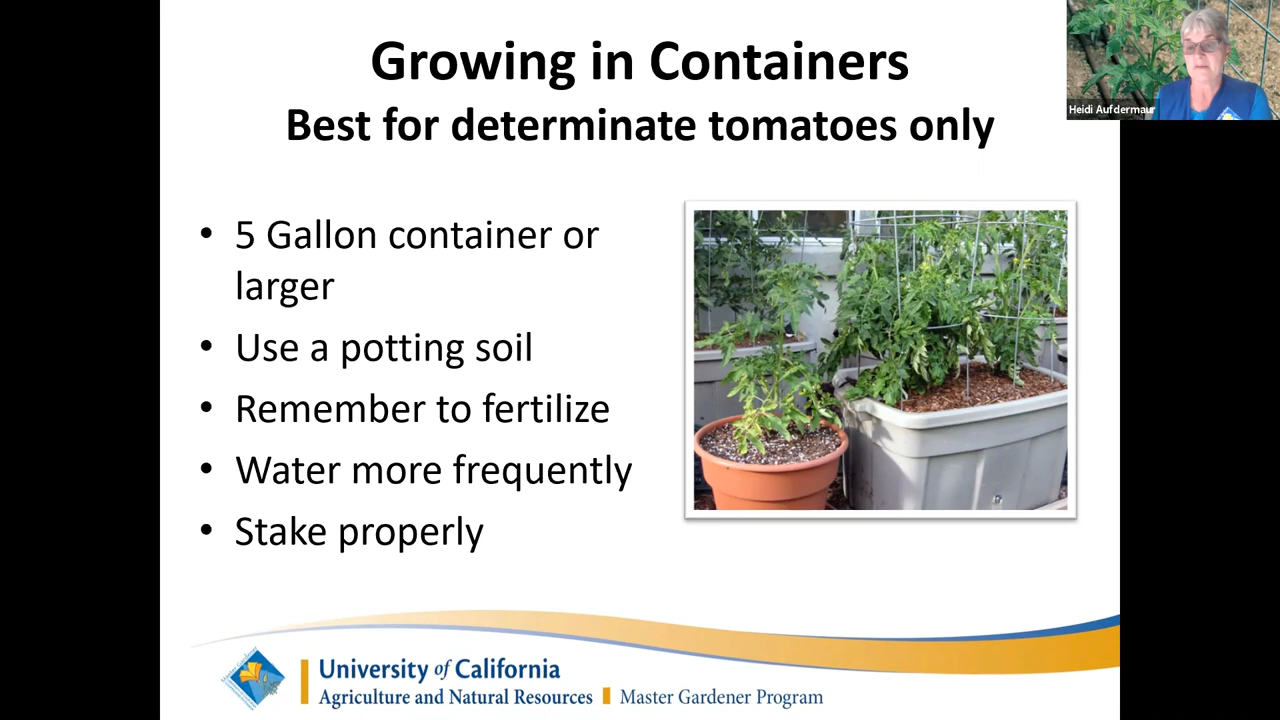 Growing in Containers
Best for determinate tomatoes only
Heidi Aufdermaur
• 5 Gallon container or
larger
• Use a potting soil
• Remember to fertilize
• Water more frequently
• Stake properly
University of California
Agriculture and Natural Resources Master Gardener Program